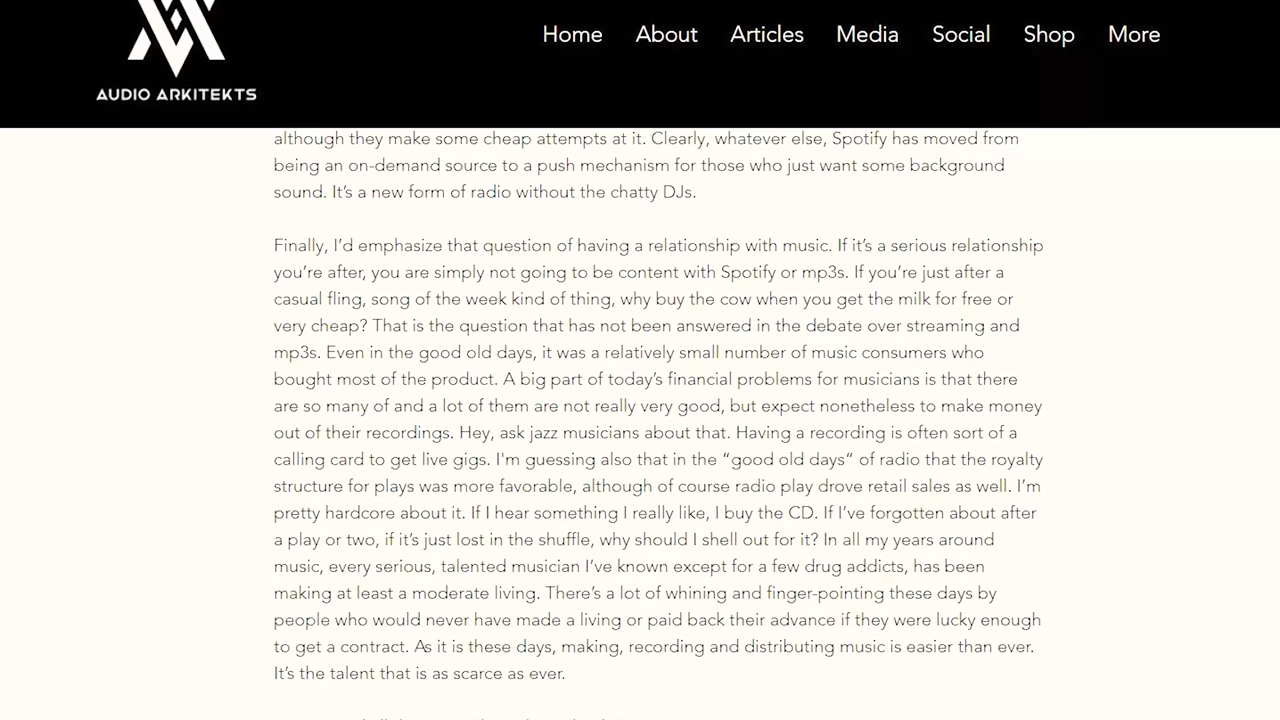 Home About Articles Media Social Shop More
AUDIO ARKITEKTS
although they make some cheap attempts at it. Clearly, whatever else, Spotify has moved from
being an on-demand source to a push mechanism for those who just want some background
sound. It’s a new form of radio without the chatty DJs.
Finally, I’d emphasize that question of having a relationship with music. If it’s a serious relationship
you’re after, you are simply not going to be content with Spotify or mp3s. If you’re just after a
casual fling, song of the week kind of thing, why buy the cow when you get the milk for free or
very cheap? That is the question that has not been answered in the debate over streaming and
mp3s. Even in the good old days, it was a relatively small number of music consumers who
bought most of the product. A big part of today’s financial problems for musicians is that there
are so many of and a lot of them are not really very good, but expect nonetheless to make money
out of their recordings. Hey, ask jazz musicians about that. Having a recording is often sort of a
calling card to get live gigs. I'm guessing also that in the “good old days” of radio that the royalty
structure for plays was more favorable, although of course radio play drove retail sales as well. I’m
pretty hardcore about it. If I hear something I really like, I buy the CD. If I’ve forgotten about after
a play or two, if it’s just lost in the shuffle, why should I shell out for it? In all my years around
music, every serious, talented musician I’ve known except for a few drug addicts, has been
making at least a moderate living. There’s a lot of whining and finger-pointing these days by
people who would never have made a living or paid back their advance if they were lucky enough
to get a contract. As it is these days, making, recording and distributing music is easier than ever.
It’s the talent that is as scarce as ever.